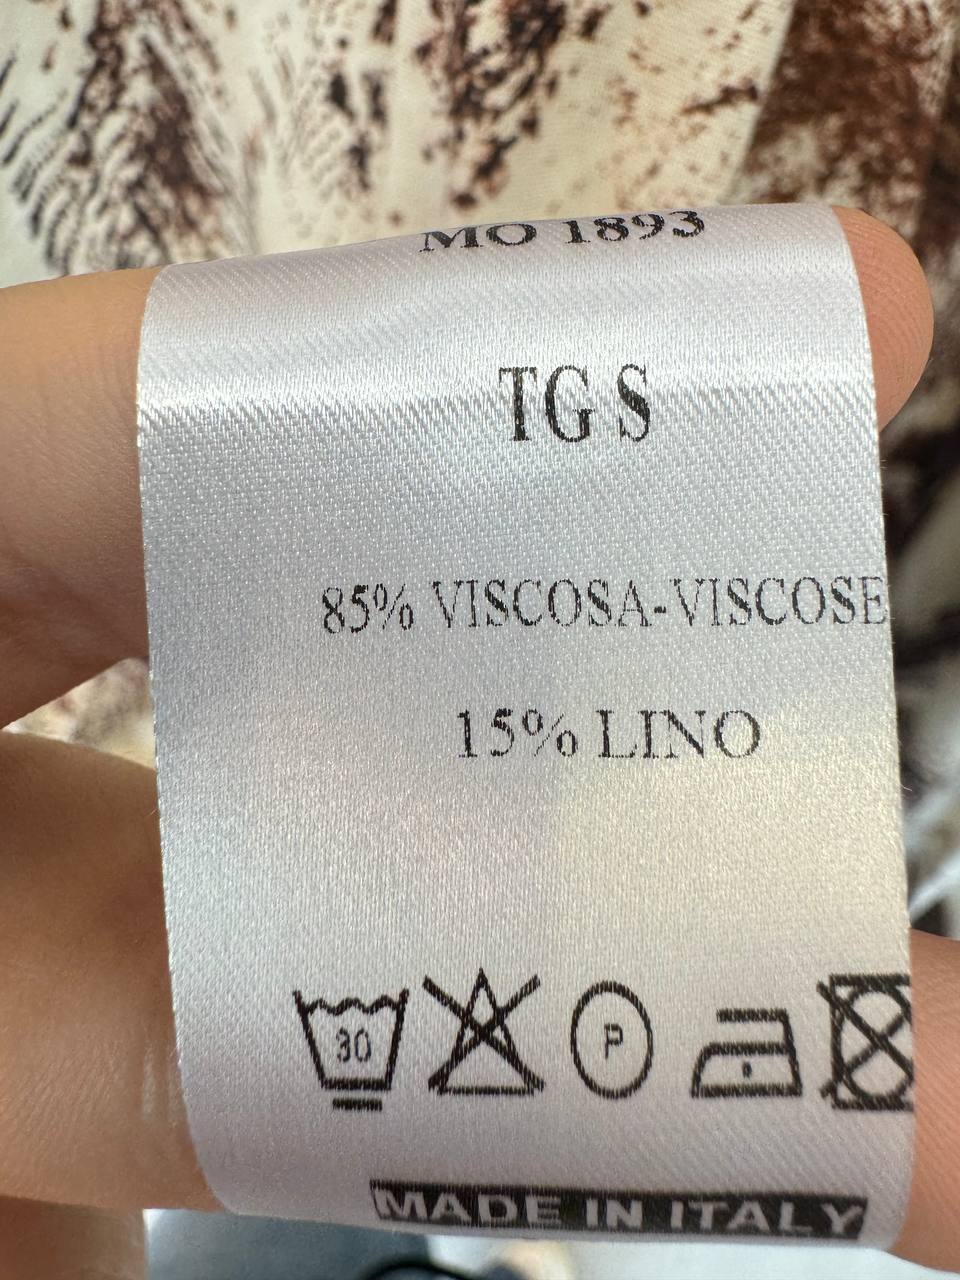 MO 1893
TG S
85% VISCOSA-VISCOSE
15% LINO
30 P
MADE IN ITALY